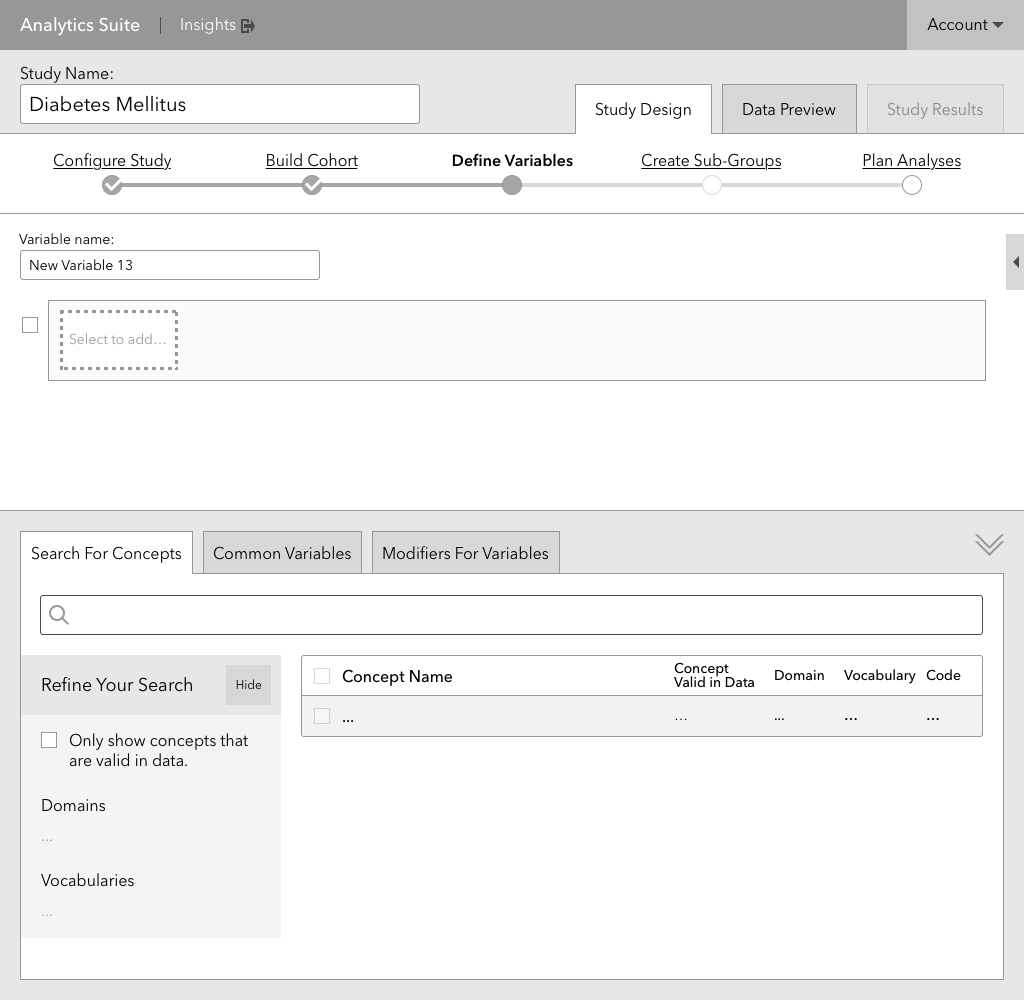 Analytics Suite | Insights Account
Study Name:
Diabetes Mellitus
Study Design Data Preview Study Results
Configure Study Build Cohort Define Variables Create Sub-Groups Plan Analyses
Variable name:
New Variable 13
Select to add...
Search For Concepts Common Variables Modifiers For Variables
Refine Your Search Hide
Only show concepts that
are valid in data.
Domains
...
Vocabularies
...
Concept Name Concept Domain Vocabulary Code
Valid in Data
... ... ... ... ...